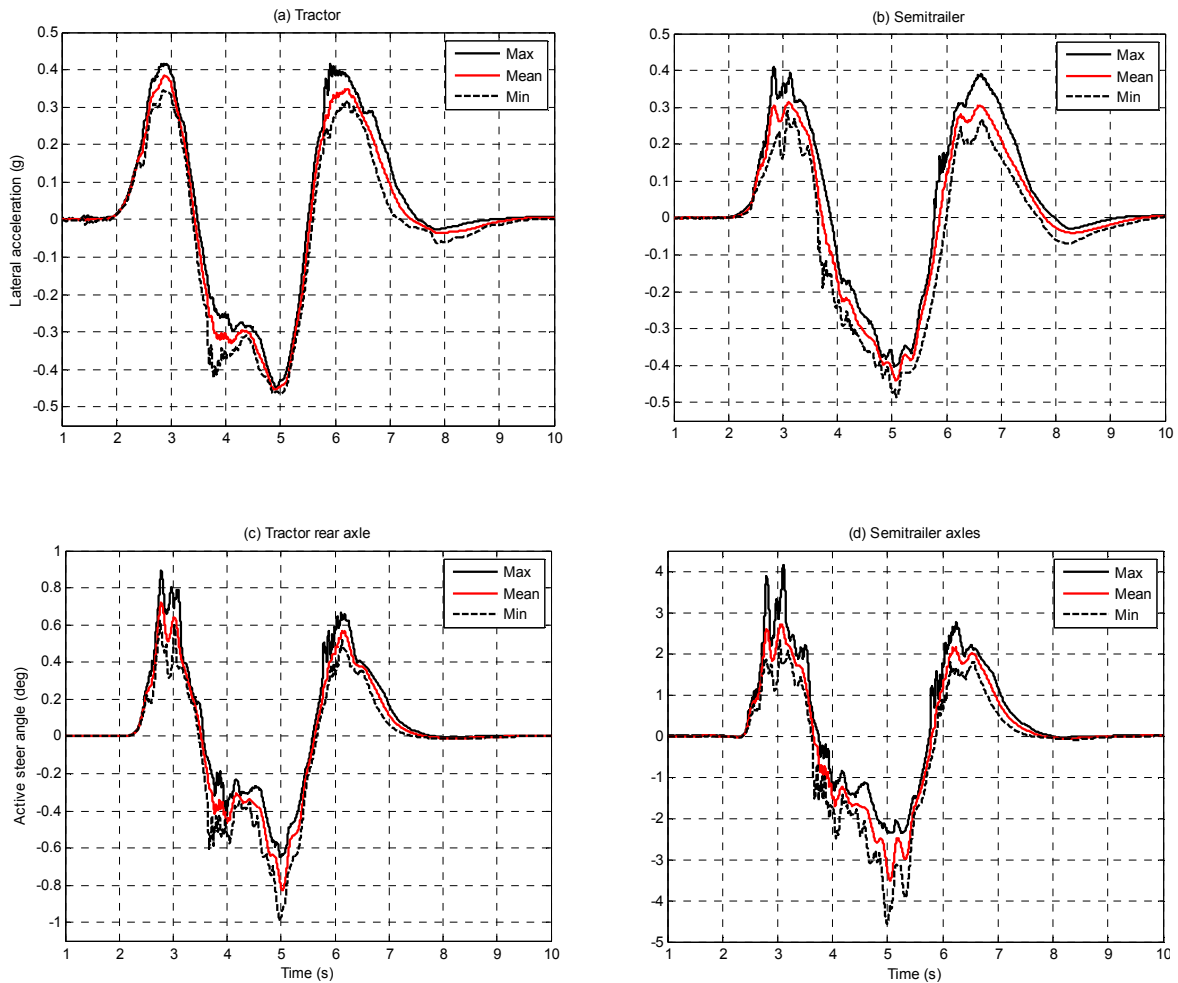 (a) Tractor
0.5
0.4
0.3
0.2
0.1
0
-0.1
-0.2
-0.3
-0.4
-0.5
Lateral acceleration (g)
Max
Mean
Min
1 2 3 4 5 6 7 8 9 10
(b) Semitrailer
0.5
0.4
0.3
0.2
0.1
0
-0.1
-0.2
-0.3
-0.4
-0.5
Max
Mean
Min
1 2 3 4 5 6 7 8 9 10
(c) Tractor rear axle
1
0.8
0.6
0.4
0.2
0
-0.2
-0.4
-0.6
-0.8
-1
Active steer angle (deg)
Max
Mean
Min
1 2 3 4 5 6 7 8 9 10
Time (s)
(d) Semitrailer axles
4
3
2
1
0
-1
-2
-3
-4
-5
Max
Mean
Min
1 2 3 4 5 6 7 8 9 10
Time (s)